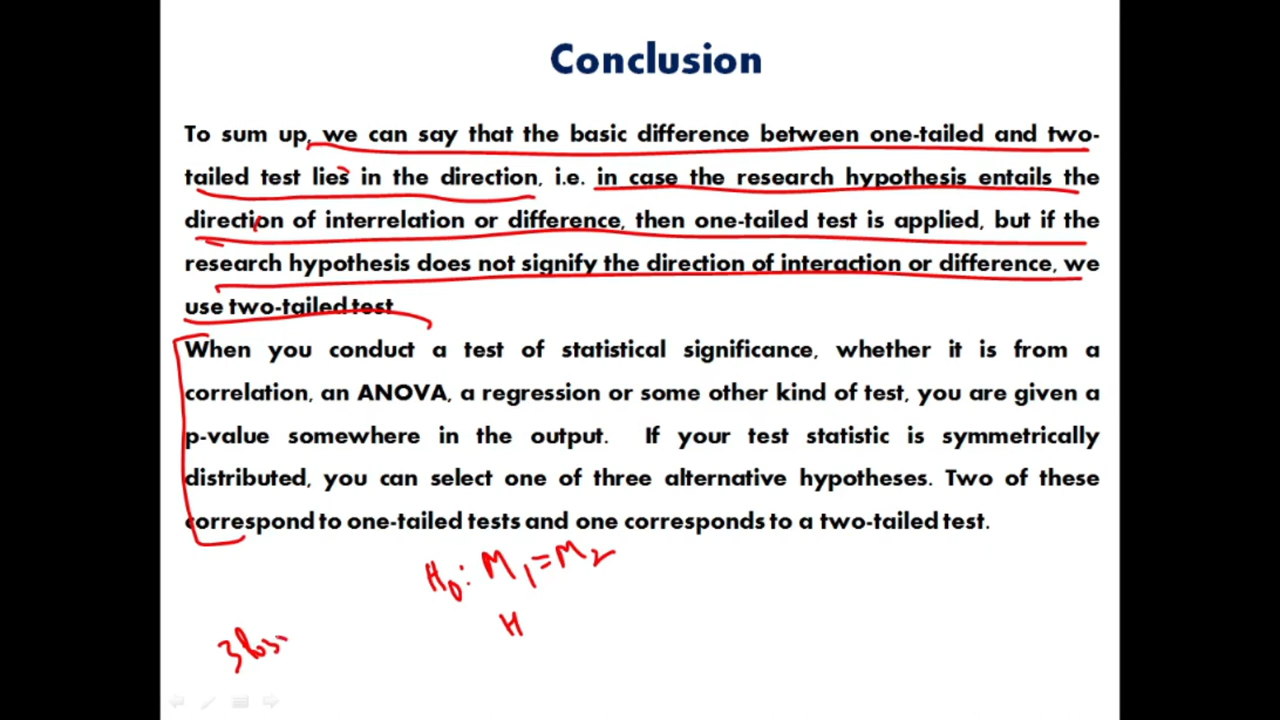 Conclusion
To sum up, we can say that the basic difference between one-tailed and two-
tailed test lies in the direction, i.e. in case the research hypothesis entails the
direction of interrelation or difference, then one-tailed test is applied, but if the
research hypothesis does not signify the direction of interaction or difference, we
use two-tailed test
When you conduct a test of statistical significance, whether it is from a
correlation, an ANOVA, a regression or some other kind of test, you are given a
p-value somewhere in the output. If your test statistic is symmetrically
distributed, you can select one of three alternative hypotheses. Two of these
correspond to one-tailed tests and one corresponds to a two-tailed test.
H0: M1=M2
H
3